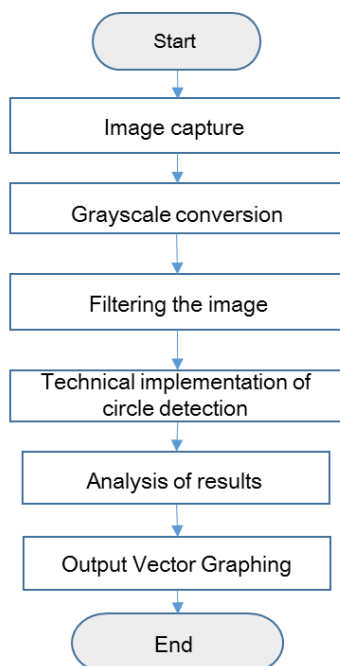 Start
Image capture
Grayscale conversion
Filtering the image
Technical implementation of
circle detection
Analysis of results
Output Vector Graphing
End